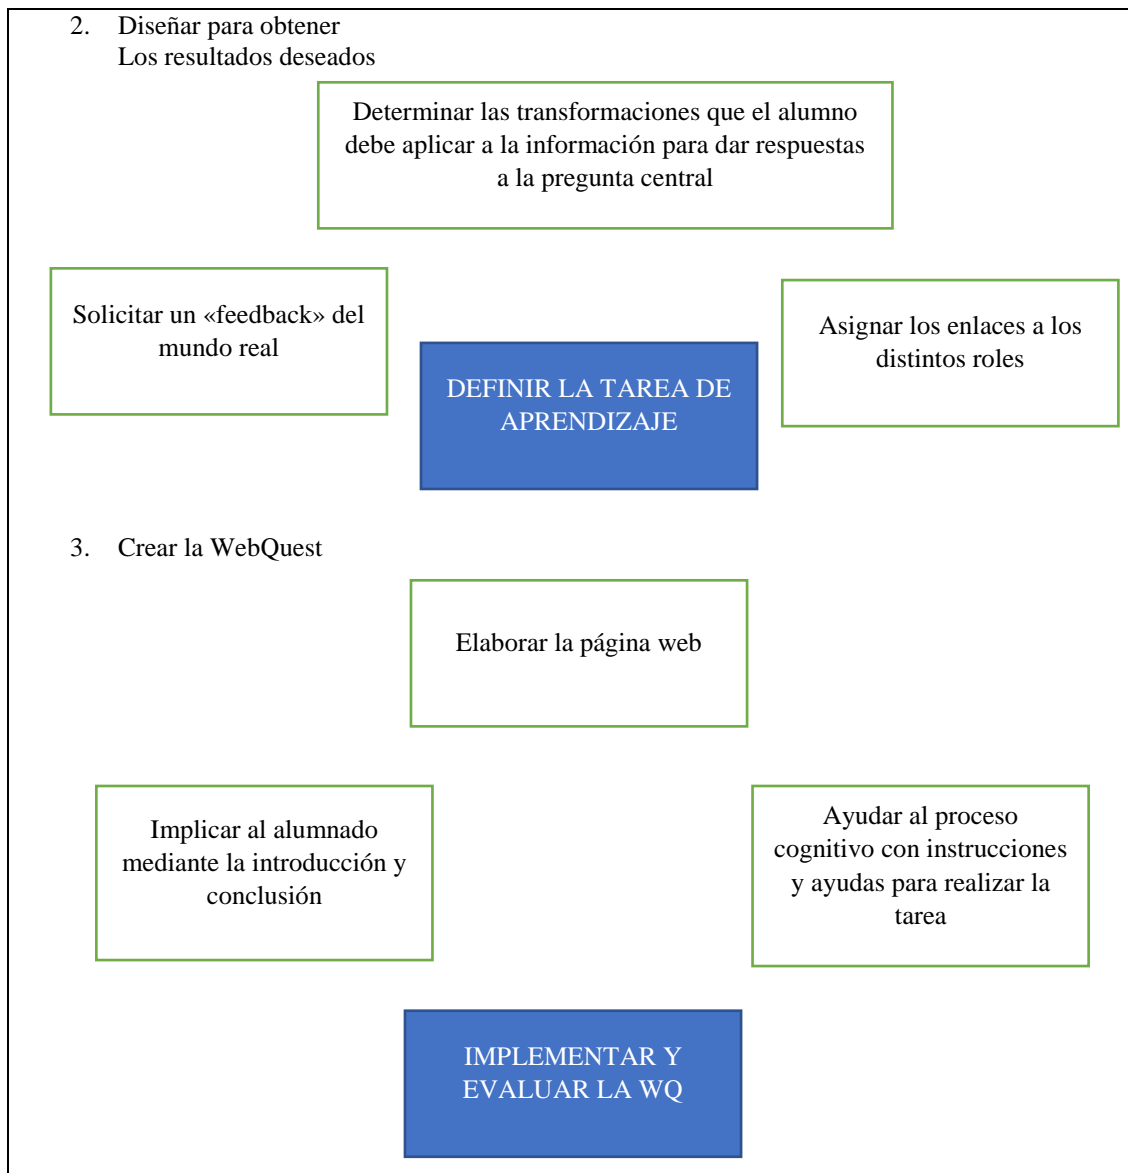 2. Diseñar para obtener
Los resultados deseados
Determinar las transformaciones que el alumno
debe aplicar a la información para dar respuestas
a la pregunta central
Solicitar un «feedback» del
mundo real
Asignar los enlaces a los
distintos roles
DEFINIR LA TAREA DE
APRENDIZAJE
3. Crear la WebQuest
Elaborar la página web
Implicar al alumnado
mediante la introducción y
conclusión
Ayudar al proceso
cognitivo con instrucciones
y ayudas para realizar la
tarea
IMPLEMENTAR Y
EVALUAR LA WQ